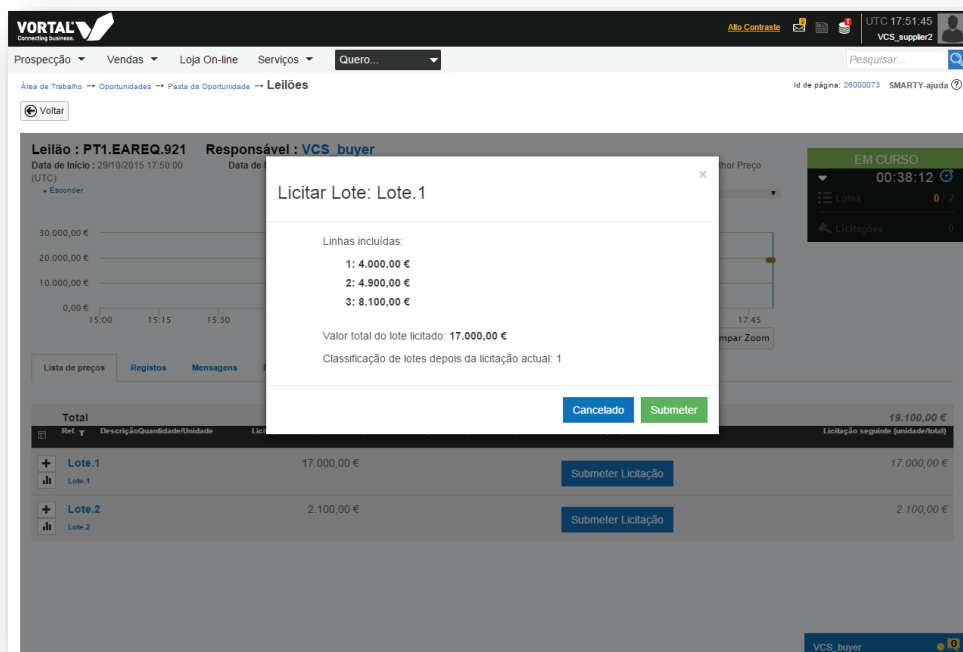 VORTAL
Connecting business.
Alto Contraste
UTC 17:51:45
VCS_supplier2
Prospecção Vendas Loja On-line Serviços Quero... Pesquisar...
Área de Trabalho → Oportunidades → Pasta da Oportunidade → Leilões
Id de página: 26000073 SMARTY-ajuda
Voltar
Leilão : PT1.EAREQ.921 Responsável : VCS_buyer
Data de Início : 29/10/2015 17:50:00 Data de
(UTC)
Esconder
hor Preço
EM CURSO
00:38:12
Lotes 0 / 2
Licitações 0
×
Licitar Lote: Lote.1
Linhas incluídas:
1: 4.000,00 €
2: 4.900,00 €
3: 8.100,00 €
Valor total do lote licitado: 17.000,00 €
Classificação de lotes depois da licitação actual: 1
Cancelado Submeter
30.000,00 €
20.000,00 €
10.000,00 €
0,00 €
15:00 15:15 15:30 17:45
mpar Zoom
Lista de preços Registos Mensagens
Total 19.100,00 €
Ref. DescriçãoQuantidade/Unidade Lici Licitação seguinte (unidade/total)
Lote.1 17.000,00 € Submeter Licitação 17.000,00 €
Lote.1
Lote.2 2.100,00 € Submeter Licitação 2.100,00 €
Lote.2
VCS_buyer 0